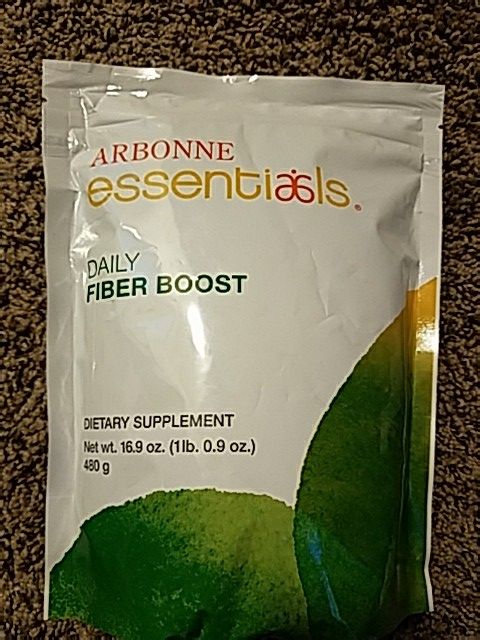 ARBONNE
essentials®
DAILY
FIBER BOOST
DIETARY SUPPLEMENT
Net wt. 16.9 oz. (1lb. 0.9 oz.)
480 g